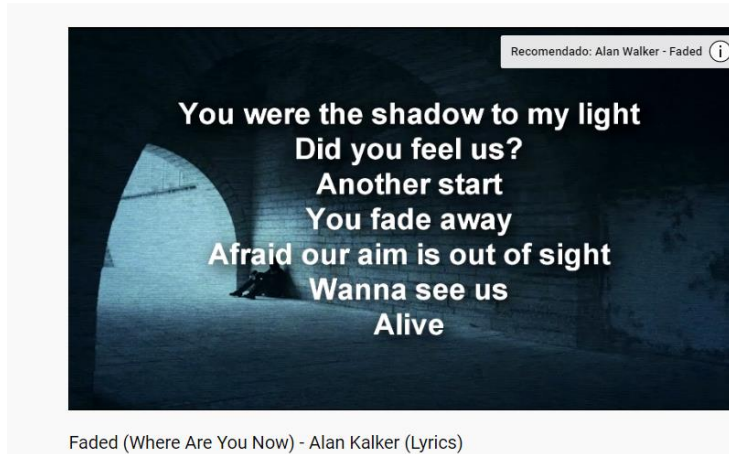 Recomendado: Alan Walker - Faded
You were the shadow to my light
Did you feel us?
Another start
You fade away
Afraid our aim is out of sight
Wanna see us
Alive
Faded (Where Are You Now) - Alan Kalker (Lyrics)